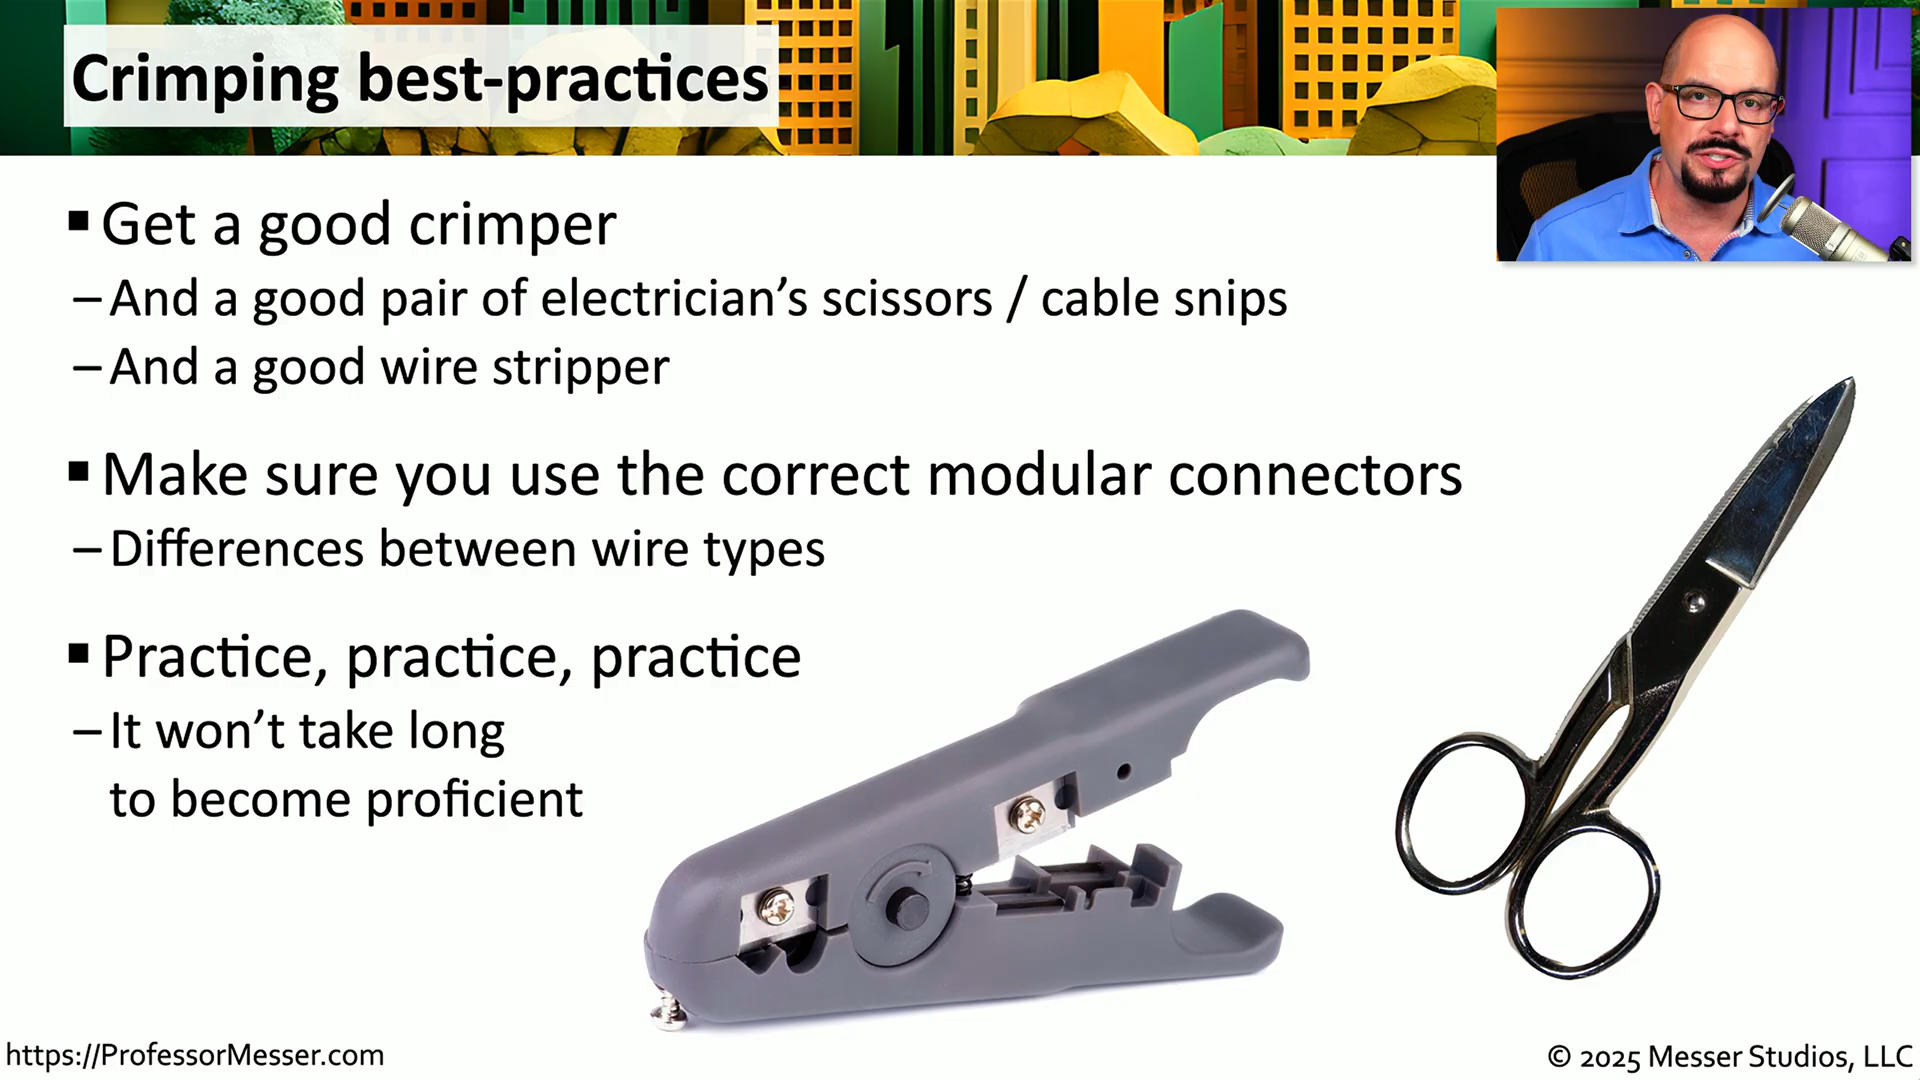 Crimping best-practices
▪ Get a good crimper
– And a good pair of electrician’s scissors / cable snips
– And a good wire stripper
▪ Make sure you use the correct modular connectors
– Differences between wire types
▪ Practice, practice, practice
– It won’t take long
to become proficient
https://ProfessorMesser.com
© 2025 Messer Studios, LLC